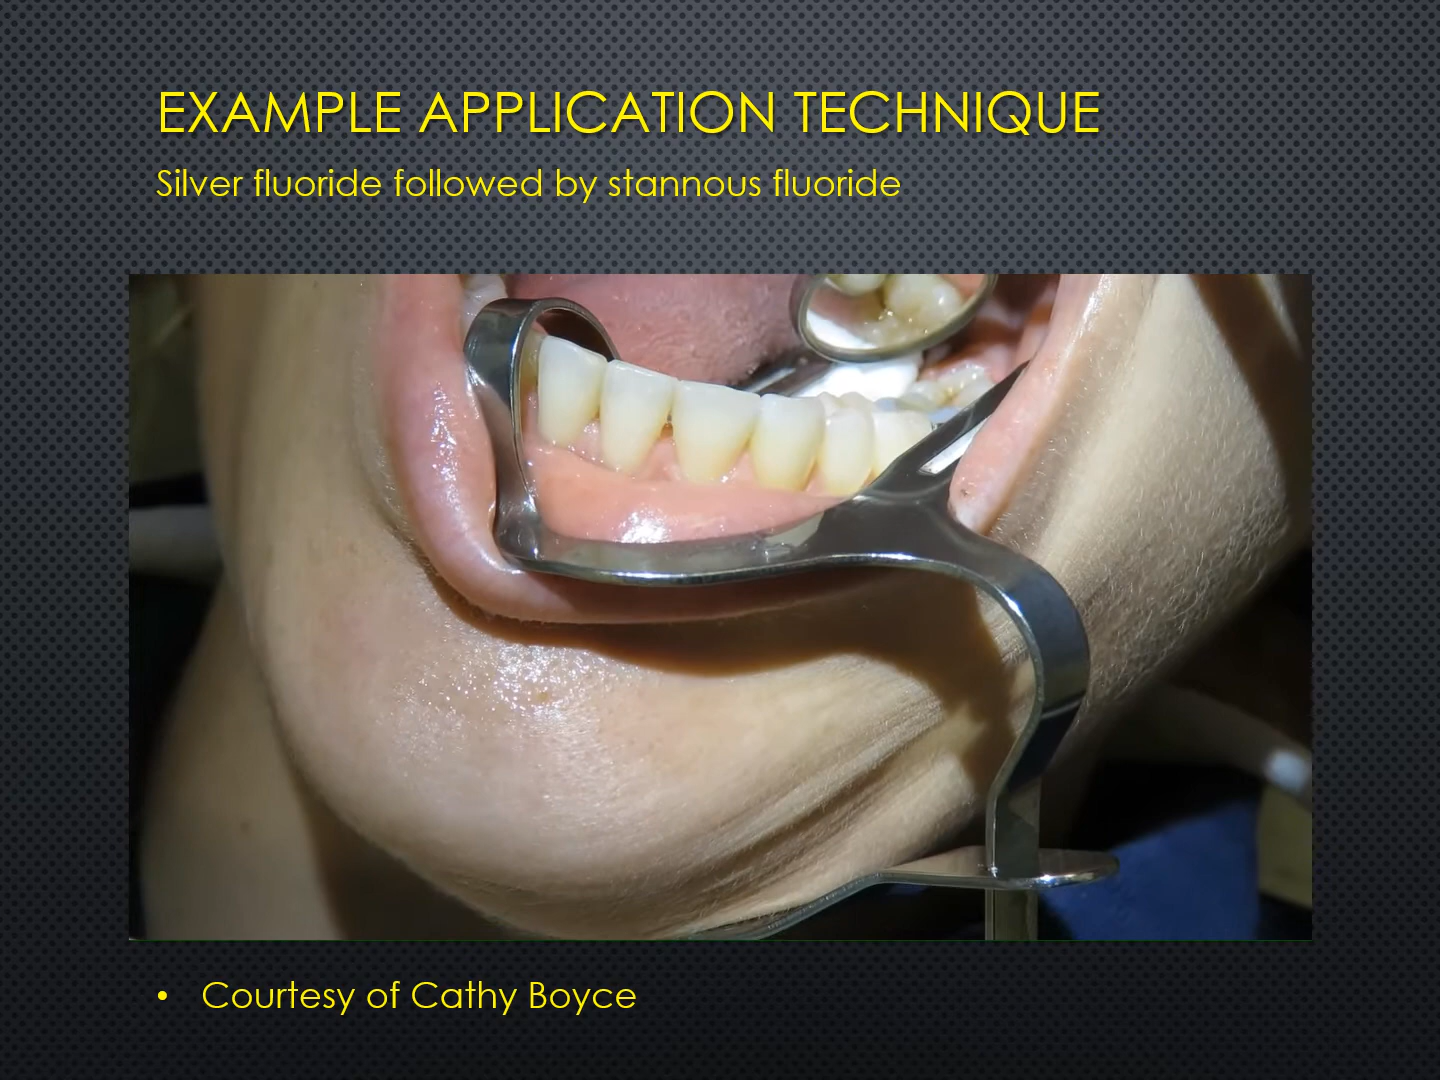 EXAMPLE APPLICATION TECHNIQUE
Silver fluoride followed by stannous fluoride
• Courtesy of Cathy Boyce